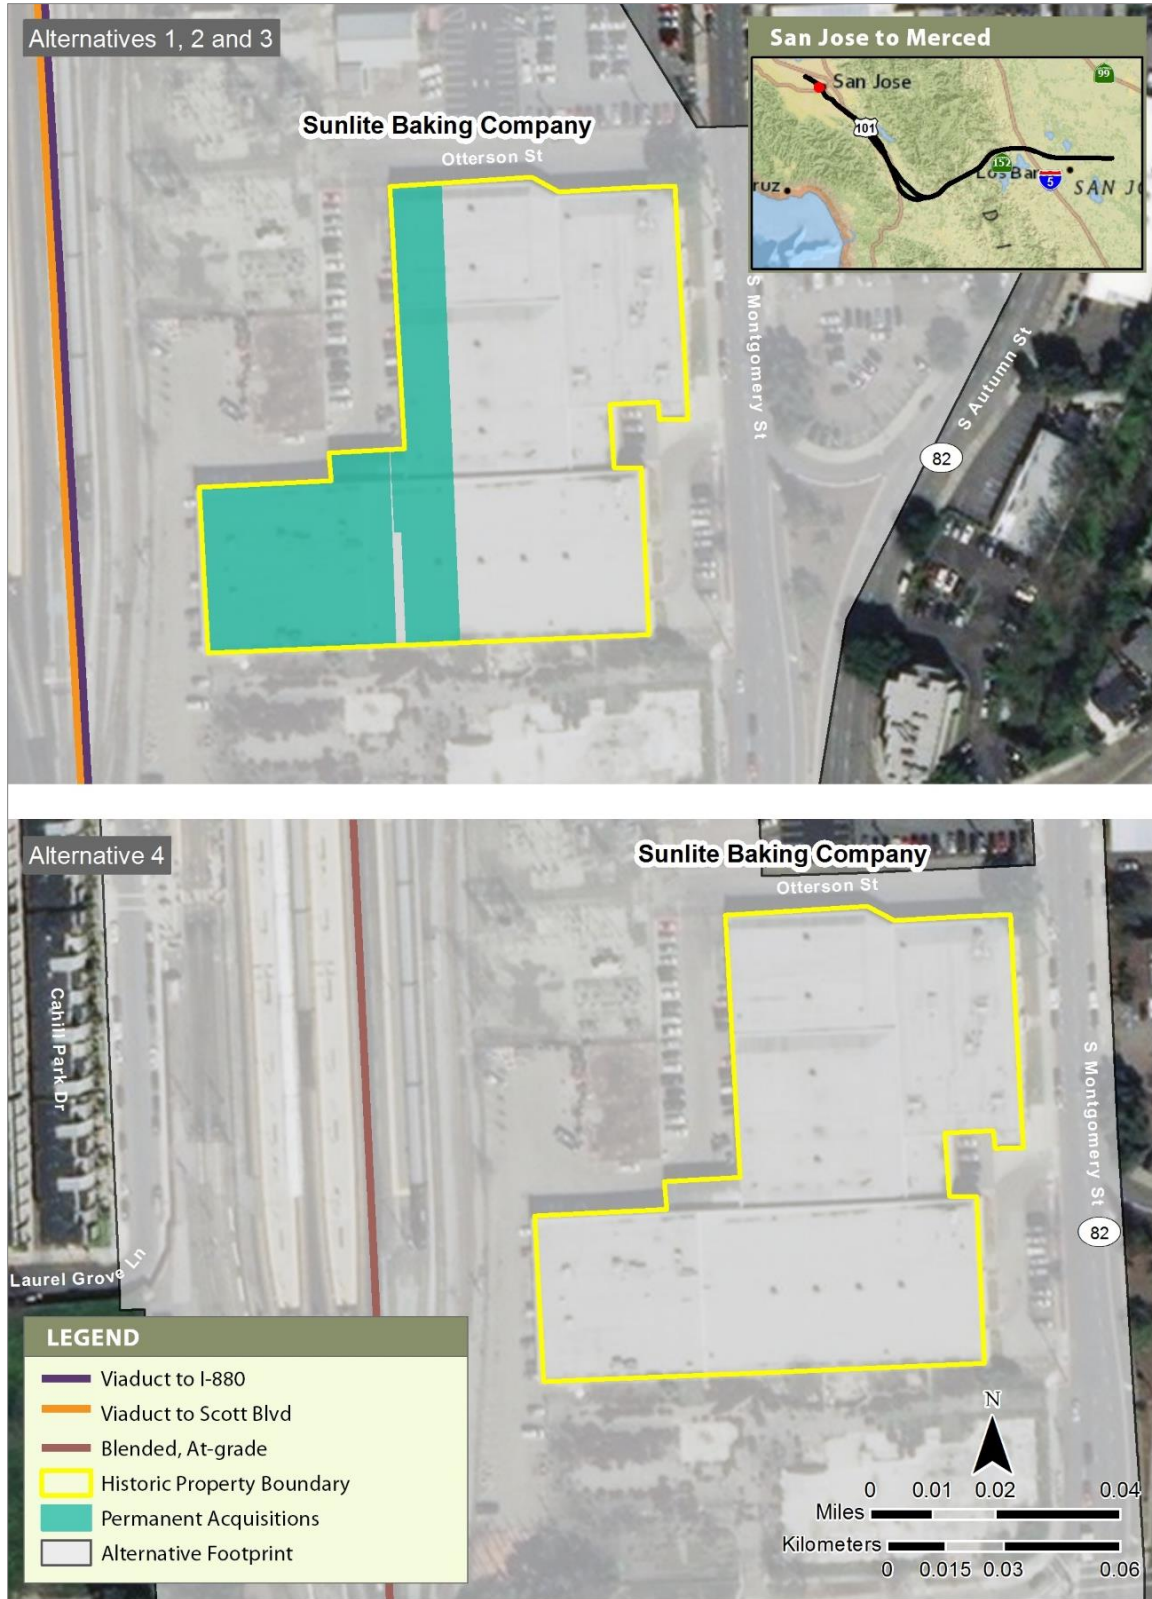 Alternatives 1, 2 and 3
San Jose to Merced
San Jose
99
101
152
Los Ban
5
SAN JO
ruz
D I
Sunlite Baking Company
Otterson St
S Montgomery St
S Autumn St
82
Alternative 4
Sunlite Baking Company
Otterson St
Cahill Park Dr
S Montgomery St
82
Laurel Grove Ln
LEGEND
Viaduct to I-880
Viaduct to Scott Blvd
Blended, At-grade
Historic Property Boundary
Permanent Acquisitions
Alternative Footprint
N
0 0.01 0.02 0.04
Miles
Kilometers
0 0.015 0.03 0.06